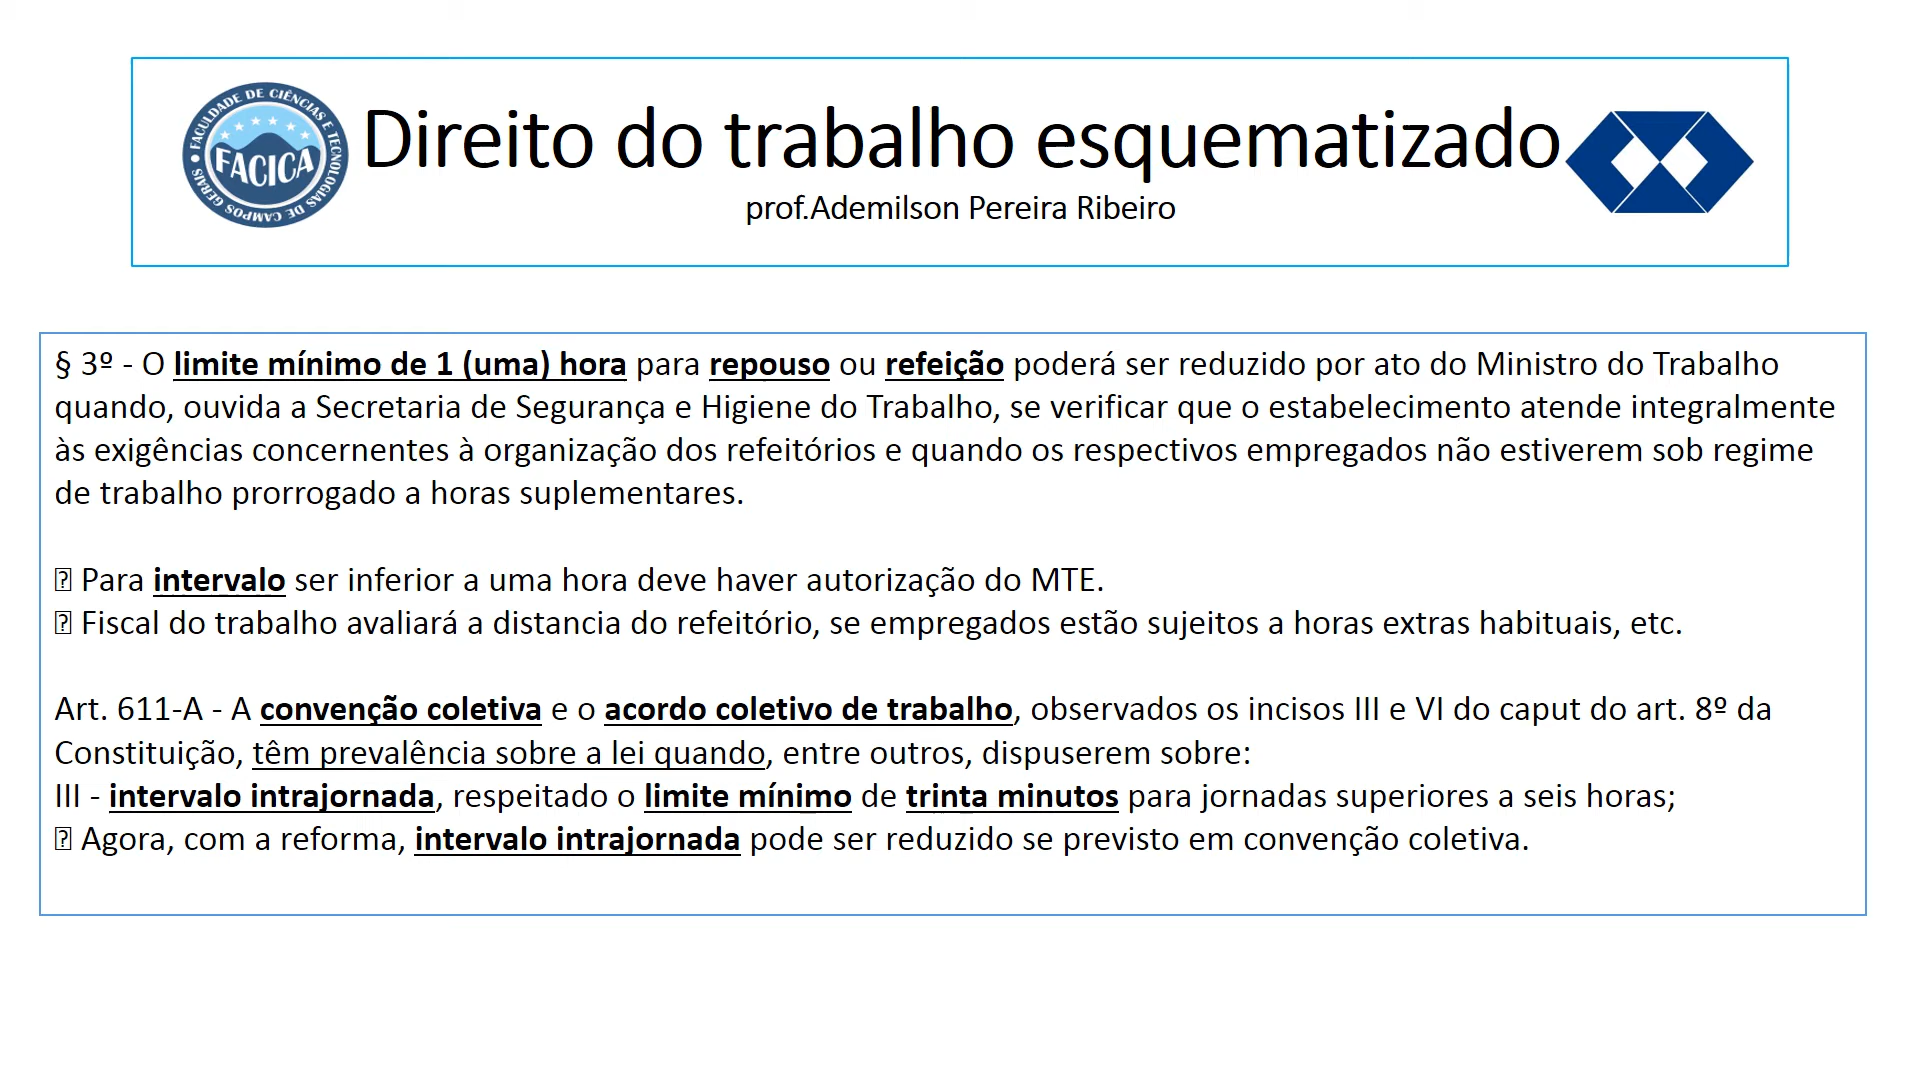 FACULDADE DE CIÊNCIAS E TECNOLOGIAS DE CAMPOS GERAIS
FACICA
Direito do trabalho esquematizado
prof.Ademilson Pereira Ribeiro
§ 3º - O limite mínimo de 1 (uma) hora para repouso ou refeição poderá ser reduzido por ato do Ministro do Trabalho
quando, ouvida a Secretaria de Segurança e Higiene do Trabalho, se verificar que o estabelecimento atende integralmente
às exigências concernentes à organização dos refeitórios e quando os respectivos empregados não estiverem sob regime
de trabalho prorrogado a horas suplementares.
Para intervalo ser inferior a uma hora deve haver autorização do MTE.
Fiscal do trabalho avaliará a distancia do refeitório, se empregados estão sujeitos a horas extras habituais, etc.
Art. 611-A - A convenção coletiva e o acordo coletivo de trabalho, observados os incisos III e VI do caput do art. 8º da
Constituição, têm prevalência sobre a lei quando, entre outros, dispuserem sobre:
III - intervalo intrajornada, respeitado o limite mínimo de trinta minutos para jornadas superiores a seis horas;
Agora, com a reforma, intervalo intrajornada pode ser reduzido se previsto em convenção coletiva.